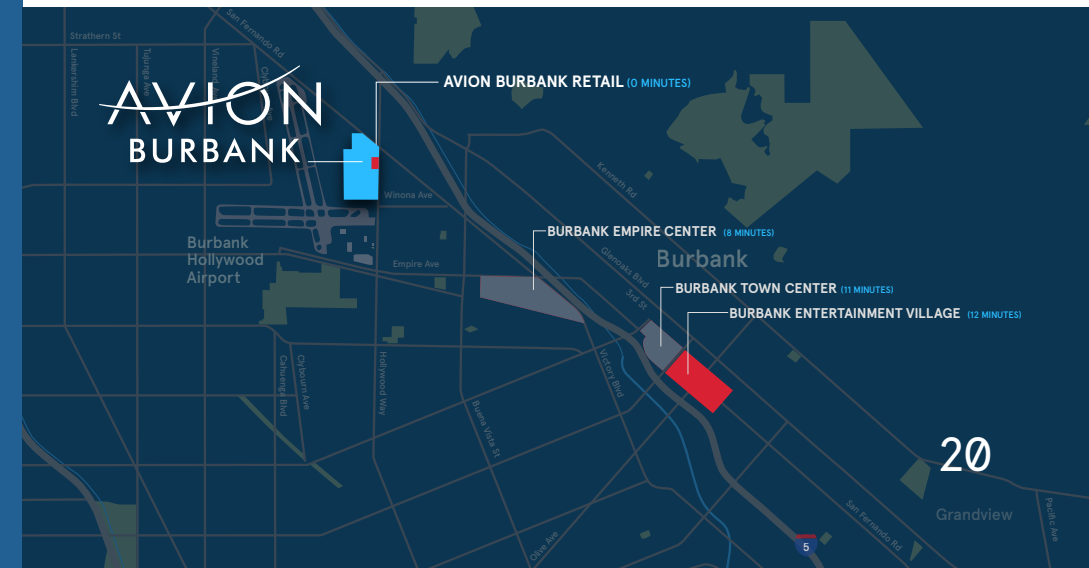 Strathern St
San Fernando Rd
Lankershim Blvd
Tujunga Ave
Vineland Ave
AVION
BURBANK
AVION BURBANK RETAIL (0 MINUTES)
Kenneth Rd
Winona Ave
BURBANK EMPIRE CENTER (8 MINUTES)
Burbank
Hollywood
Airport
Empire Ave
Glenoaks Blvd
Burbank
3rd St
BURBANK TOWN CENTER (11 MINUTES)
BURBANK ENTERTAINMENT VILLAGE (12 MINUTES)
Cahuenga Blvd
Clybourn Ave
Hollywood Way
Victory Blvd
Buena Vista St
20
Grandview
San Fernando Rd
Pacific Ave
Olive Ave
5